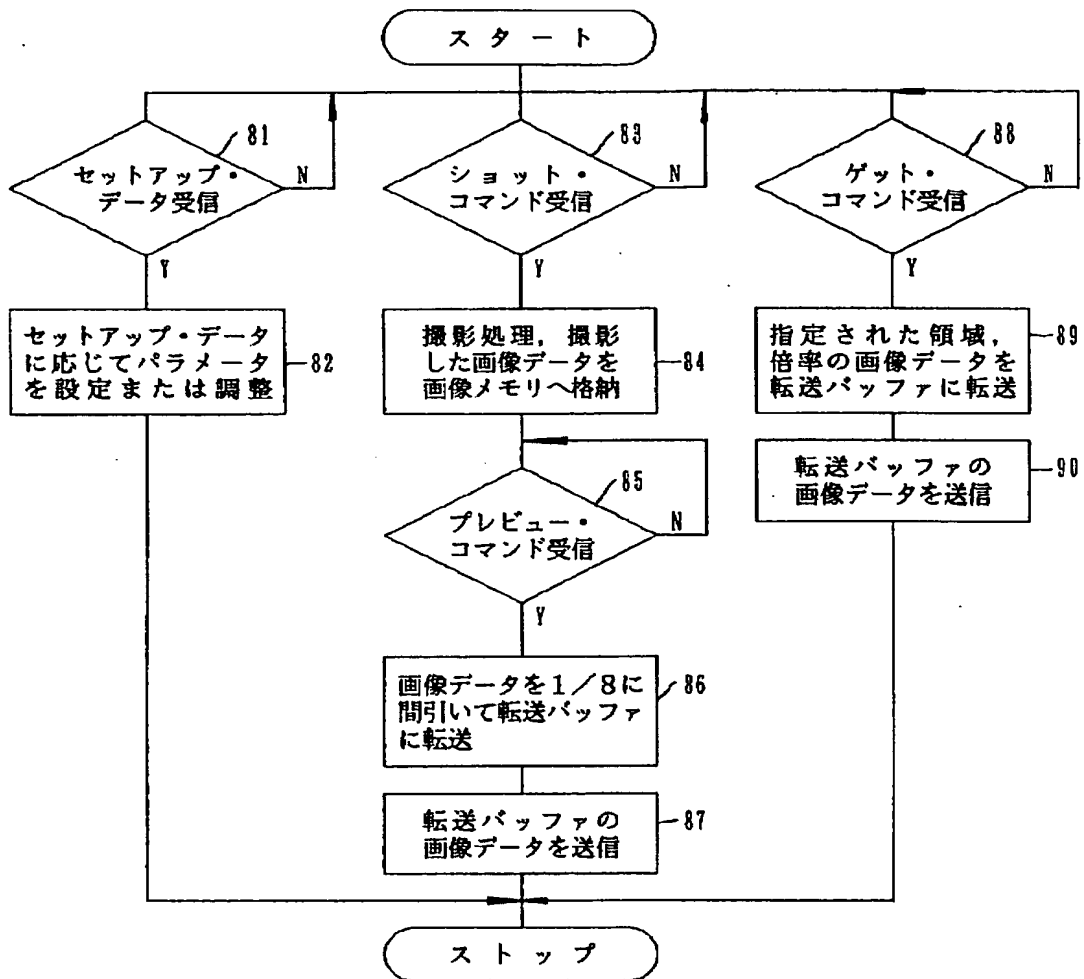 スタート
81
セットアップ・
データ受信
N
Y
セットアップ・データ
に応じてパラメータ
を設定または調整
82
83
ショット・
コマンド受信
N
Y
撮影処理,撮影
した画像データを
画像メモリへ格納
84
85
プレビュー・
コマンド受信
N
Y
画像データを1/8に
間引いて転送バッファ
に転送
86
転送バッファの
画像データを送信
87
88
ゲット・
コマンド受信
N
Y
指定された領域,
倍率の画像データを
転送バッファに転送
89
転送バッファの
画像データを送信
90
ストップ